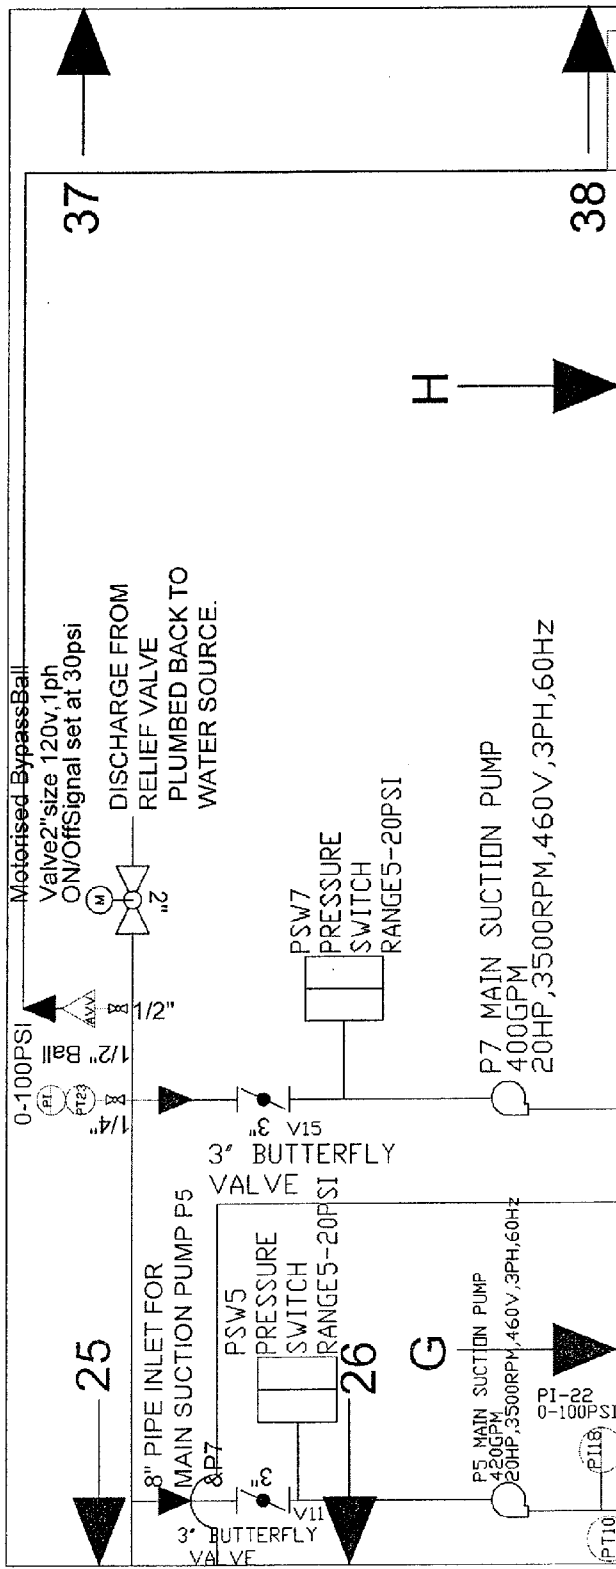 37
38
Motorised BypassBall
Valve2"size 120v,1ph
ON/OffSignal set at 30psi
DISCHARGE FROM
RELIEF VALVE
PLUMBED BACK TO
WATER SOURCE.
M
2"
H
0-100PSI
AVV
1/2"
1/2" Ball
PI
PT23
1/4"
PSW7
PRESSURE
SWITCH
RANGE5-20PSI
3"
V15
3" BUTTERFLY
VALVE
P7 MAIN SUCTION PUMP
400GPM
20HP,3500RPM,460V,3PH,60Hz
25
8" PIPE INLET FOR
MAIN SUCTION PUMP P5
&P7
PSW5
PRESSURE
SWITCH
RANGE5-20PSI
3"
V11
3" BUTTERFLY
VALVE
26
G
P5 MAIN SUCTION PUMP
420GPM
20HP,3500RPM,460V,3PH,60Hz
PI-22
0-100PSI
PI18
PT10